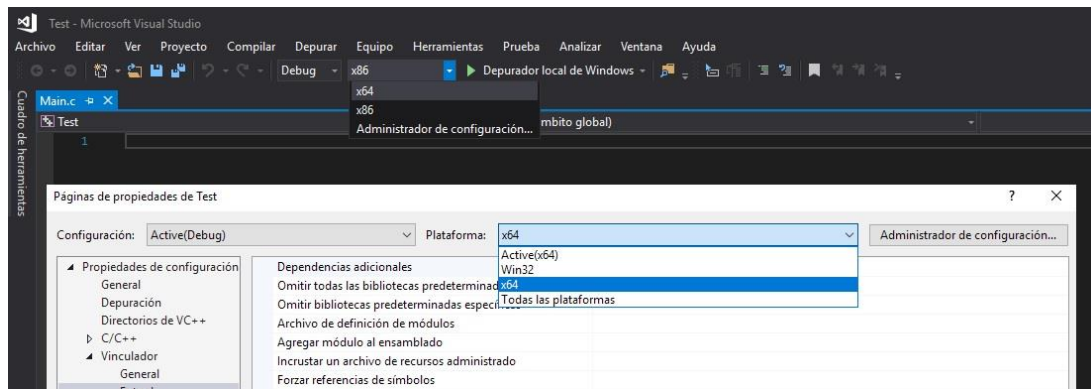 Test - Microsoft Visual Studio
Archivo Editar Ver Proyecto Compilar Depurar Equipo Herramientas Prueba Analizar Ventana Ayuda
Debug x86 Depurador local de Windows
x64
x86
Administrador de configuración...
Cuadro de herramientas
Main.c
Test
mbito global)
1
Páginas de propiedades de Test ? X
Configuración: Active(Debug) Plataforma: x64 Administrador de configuración...
Active(x64)
Win32
x64
Todas las plataformas
Propiedades de configuración
General
Depuración
Directorios de VC++
C/C++
Vinculador
General
Dependencias adicionales
Omitir todas las bibliotecas predeterminad
Omitir bibliotecas predeterminadas especí
Archivo de definición de módulos
Agregar módulo al ensamblado
Incrustar un archivo de recursos administrado
Forzar referencias de símbolos